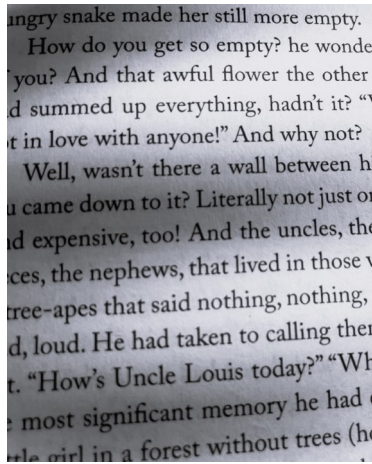 ungry snake made her still more empty.
How do you get so empty? he wonde
you? And that awful flower the other
d summed up everything, hadn't it? "
t in love with anyone!" And why not?
Well, wasn't there a wall between h
u came down to it? Literally not just o
nd expensive, too! And the uncles, the
ces, the nephews, that lived in those
tree-apes that said nothing, nothing,
d, loud. He had taken to calling the
t. "How's Uncle Louis today?" "Wh
most significant memory he had
ttle girl in a forest without trees (h